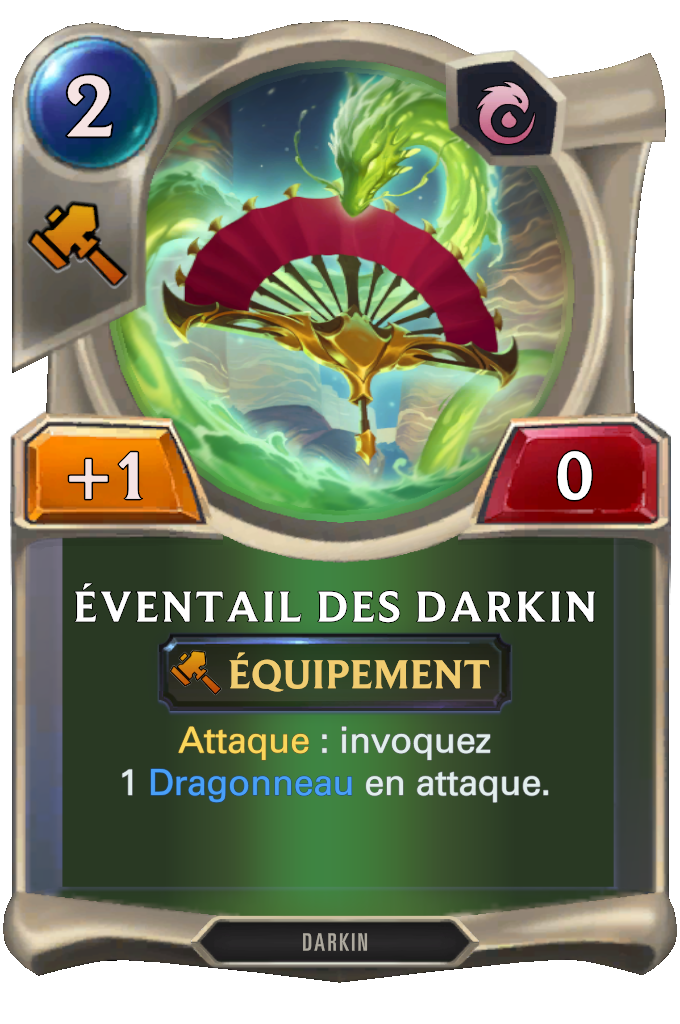 2
+1
0
ÉVENTAIL DES DARKIN
ÉQUIPEMENT
Attaque : invoquez
1 Dragonneau en attaque.
DARKIN